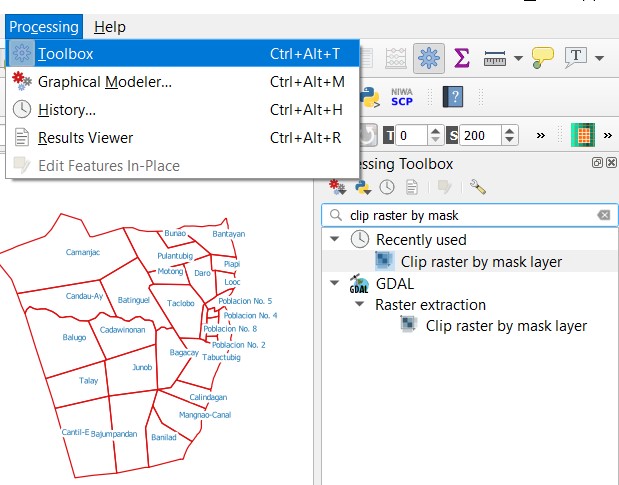 Processing Help
Toolbox Ctrl+Alt+T
Graphical Modeler... Ctrl+Alt+M
History... Ctrl+Alt+H
Results Viewer Ctrl+Alt+R
Edit Features In-Place
Σ
T
NIWA
SCP
?
T 0 S 200 » »
essing Toolbox
clip raster by mask
Recently used
Clip raster by mask layer
GDAL
GDAL
Raster extraction
Clip raster by mask layer
Bunao
Bantayan
Camanjac
Pulantubig
Piapi
Motong
Daro
Looc
Candau-Ay
Batinguel
Taclobo
Poblacion No. 5
Poblacion No. 4
Cadawinonan
Poblacion No. 8
Balugo
Poblacion No. 2
Bagacay
Tabuctubig
Junob
Talay
Calindagan
Mangnao-Canal
Cantil-E
Bajumpandan
Banilad